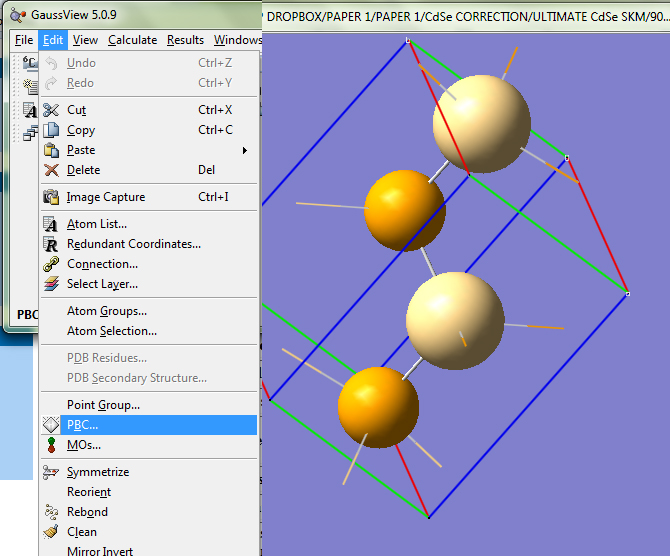 GaussView 5.0.9
DROPBOX/PAPER 1/PAPER 1/CdSe CORRECTION/ULTIMATE CdSe SKM/90...
File Edit View Calculate Results Windows
Undo Ctrl+Z
Redo Ctrl+Y
Cut Ctrl+X
Copy Ctrl+C
Paste
Delete Del
Image Capture Ctrl+I
Atom List...
Redundant Coordinates...
Connection...
Select Layer...
Atom Groups...
PBC
Atom Selection...
PDB Residues...
PDB Secondary Structure...
Point Group...
PBC...
MOs...
Symmetrize
Reorient
Rebond
Clean
Mirror Invert